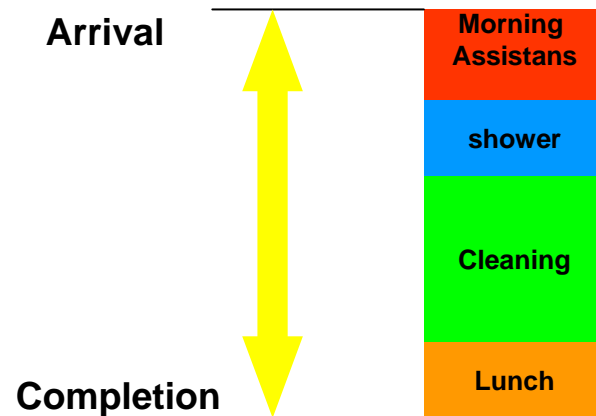 Arrival
Morning
Assistans
shower
Cleaning
Lunch
Completion